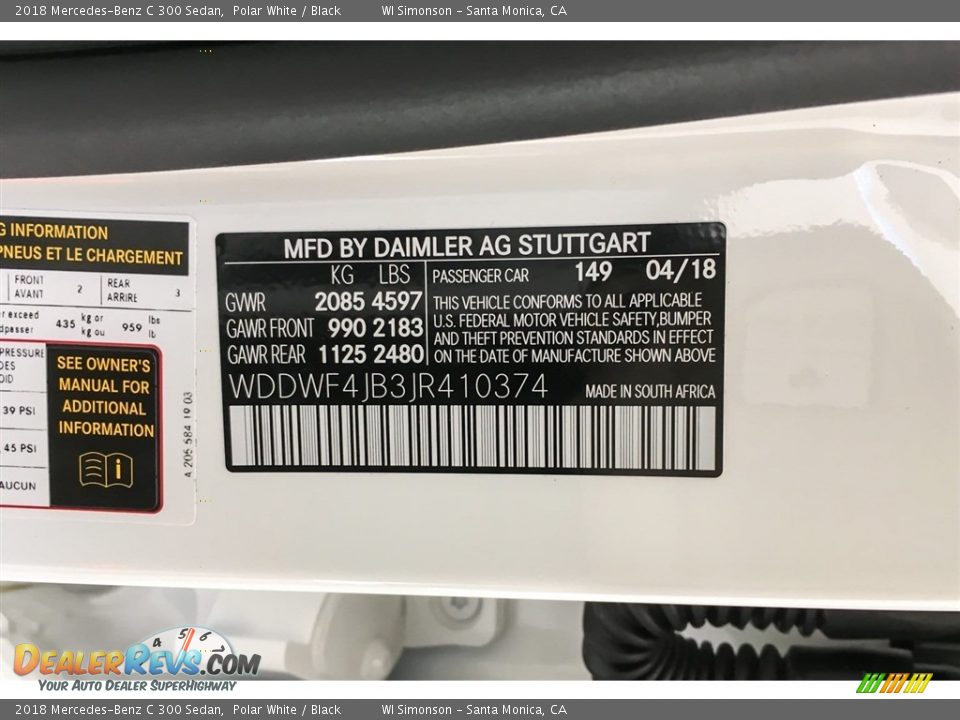 2018 Mercedes-Benz C 300 Sedan, Polar White / Black WI Simonson - Santa Monica, CA
G INFORMATION
PNEUS ET LE CHARGEMENT
FRONT AVANT 2 REAR ARRIÈRE 3
r exceed
dpasser 435 kg or kg ou 959 lbs lb
PRESSURE
DES
OID
39 PSI
45 PSI
AUCUN
SEE OWNER'S
MANUAL FOR
ADDITIONAL
INFORMATION
A 205 584 19 03
MFD BY DAIMLER AG STUTTGART
KG LBS
GVWR 2085 4597
GAWR FRONT 990 2183
GAWR REAR 1125 2480
PASSENGER CAR 149 04/18
THIS VEHICLE CONFORMS TO ALL APPLICABLE
U.S. FEDERAL MOTOR VEHICLE SAFETY,BUMPER
AND THEFT PREVENTION STANDARDS IN EFFECT
ON THE DATE OF MANUFACTURE SHOWN ABOVE
WDDWF4JB3JR410374 MADE IN SOUTH AFRICA
4 5 6
DealerRevs.com
Your Auto Dealer SuperHighway
2018 Mercedes-Benz C 300 Sedan, Polar White / Black WI Simonson - Santa Monica, CA